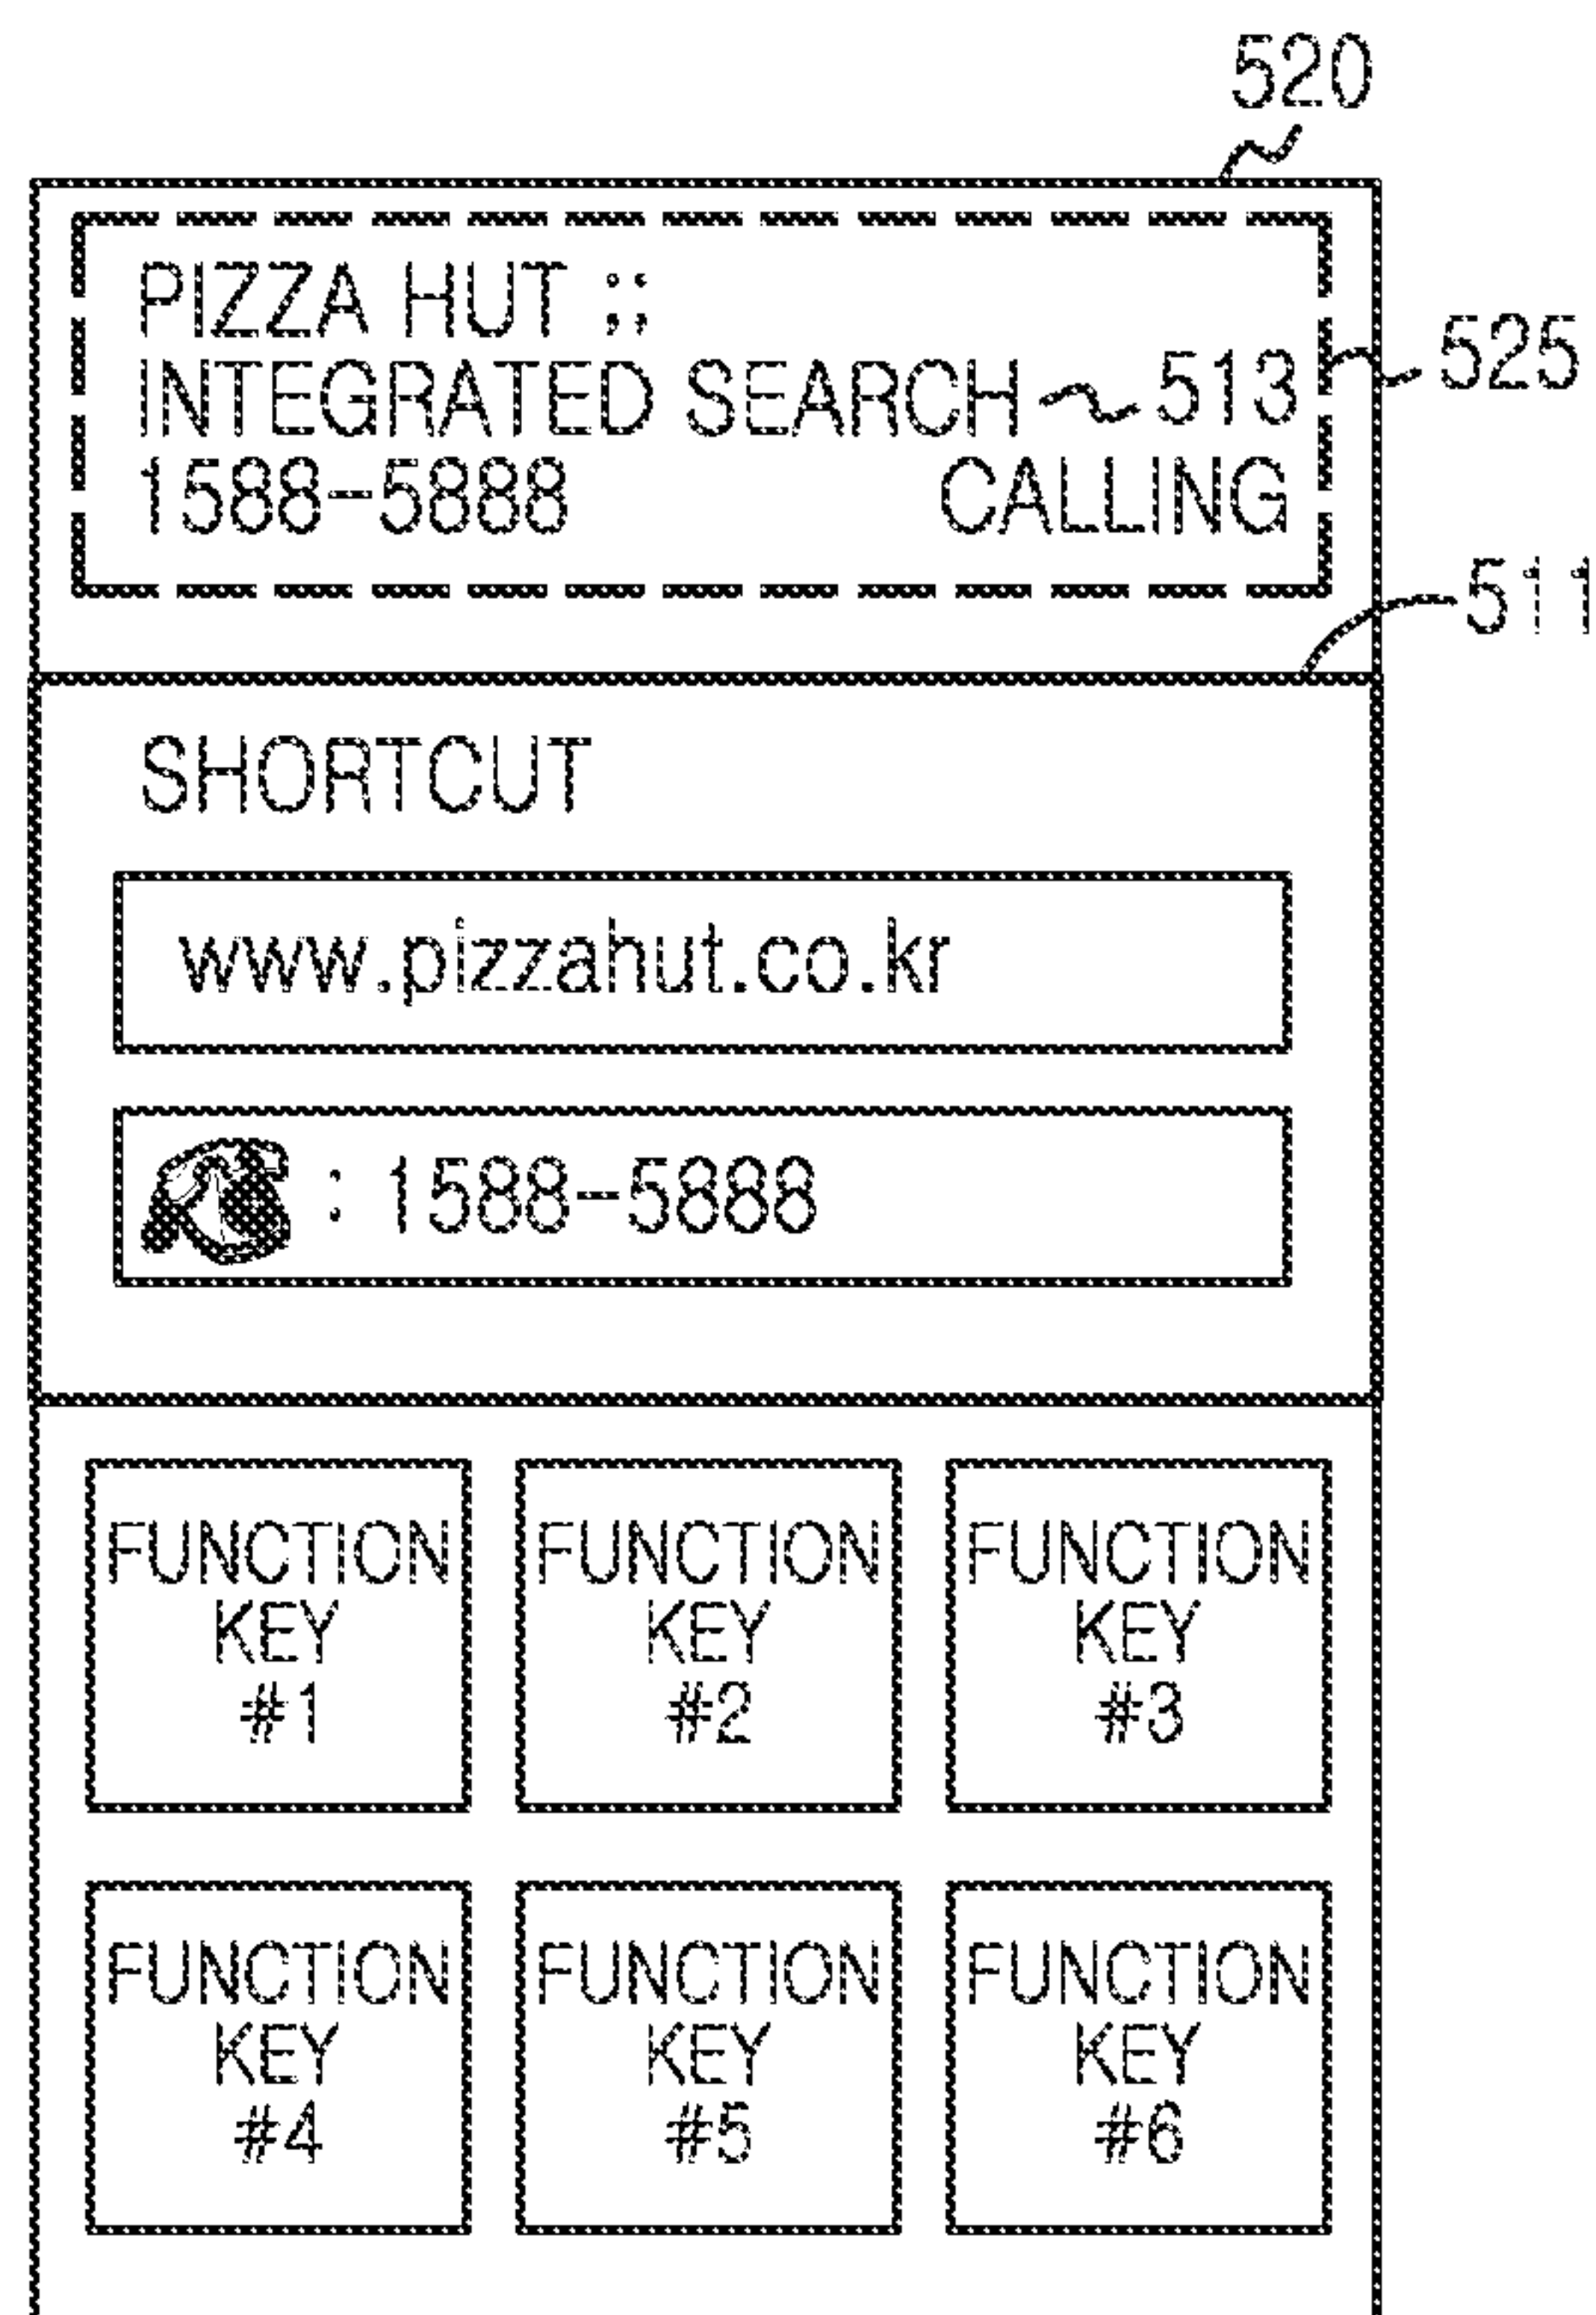 520
PIZZA HUT ;;
INTEGRATED SEARCH 513
525
1588-5888 CALLING
511
SHORTCUT
www.pizzahut.co.kr
: 1588-5888
FUNCTION KEY #1
FUNCTION KEY #2
FUNCTION KEY #3
FUNCTION KEY #4
FUNCTION KEY #5
FUNCTION KEY #6